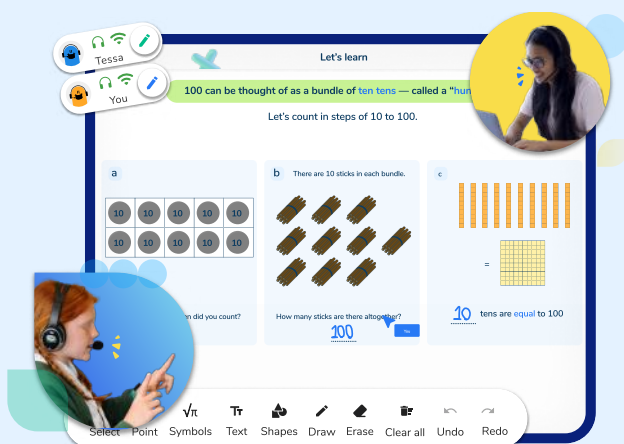 Tessa
You
Let's learn
100 can be thought of as a bundle of ten tens — called a "hun
Let's count in steps of 10 to 100.
a
10 10 10 10 10
10 10 10 10 10
n did you count?
b
There are 10 sticks in each bundle.
How many sticks are there altogether?
100
You
c
=
10 tens are equal to 100
Select Point √π Symbols Tт Text Shapes Draw Erase Clear all Undo Redo